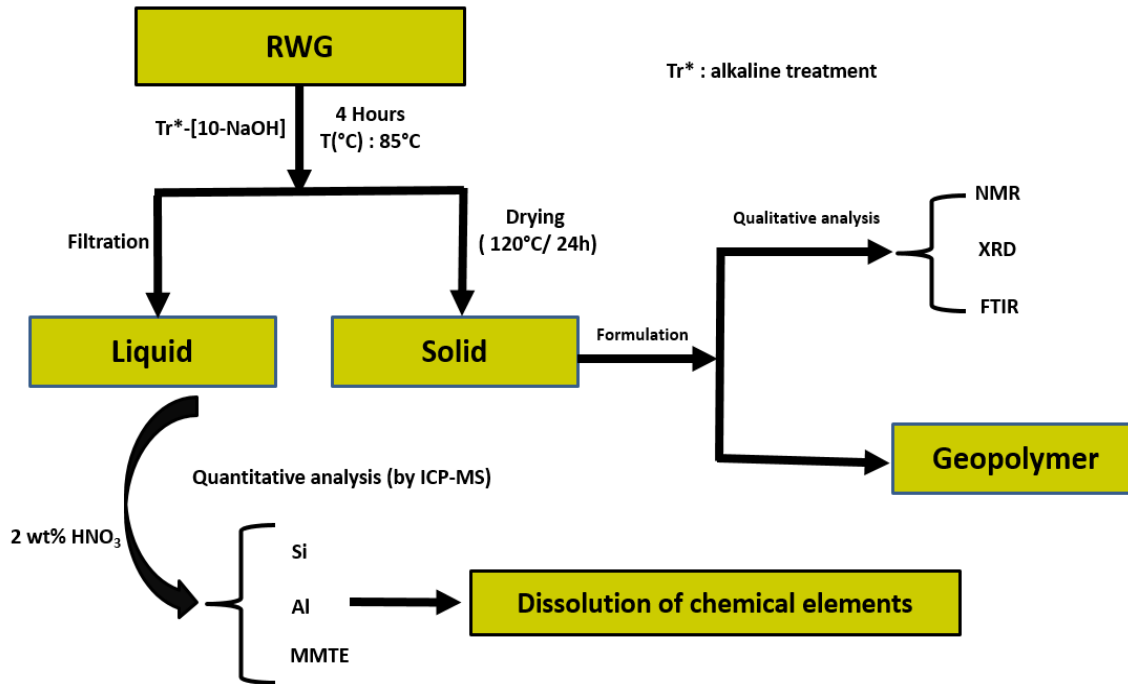 RWG
Tr* : alkaline treatment
Tr*-[10-NaOH]
4 Hours
T(°C) : 85°C
Filtration
Drying
( 120°C/ 24h)
Qualitative analysis
NMR
XRD
FTIR
Liquid
Solid
Formulation
Geopolymer
Quantitative analysis (by ICP-MS)
2 wt% HNO₃
Si
Al
MMTE
Dissolution of chemical elements